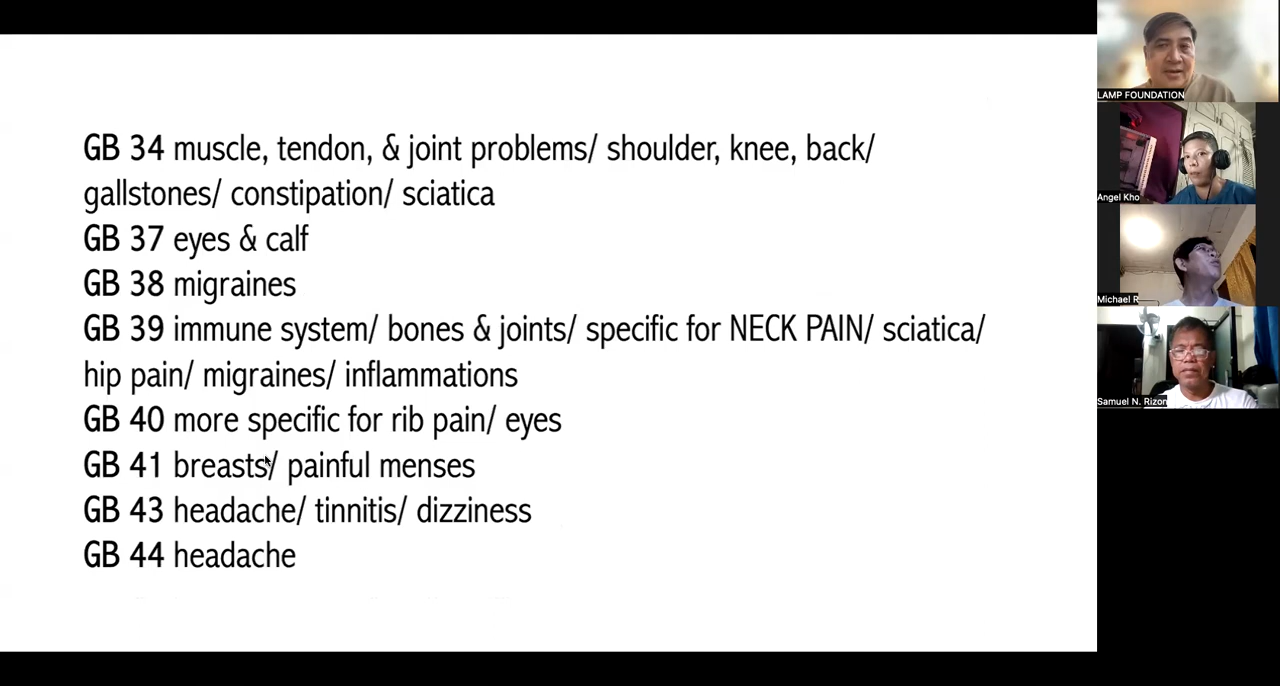 GB 34 muscle, tendon, & joint problems/ shoulder, knee, back/
gallstones/ constipation/ sciatica
GB 37 eyes & calf
GB 38 migraines
GB 39 immune system/ bones & joints/ specific for NECK PAIN/ sciatica/
hip pain/ migraines/ inflammations
GB 40 more specific for rib pain/ eyes
GB 41 breasts/ painful menses
GB 43 headache/ tinnitis/ dizziness
GB 44 headache
LAMP FOUNDATION
Angel Kho
Michael R
Samuel N. Rizon